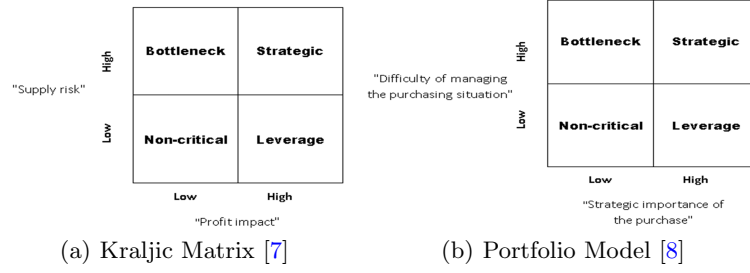 High
Bottleneck
Strategic
"Supply risk"
Low
Non-critical
Leverage
Low
High
"Profit impact"
(a) Kraljic Matrix [7]
High
Bottleneck
Strategic
"Difficulty of managing
the purchasing situation"
Low
Non-critical
Leverage
Low
High
"Strategic importance of
the purchase"
(b) Portfolio Model [8]